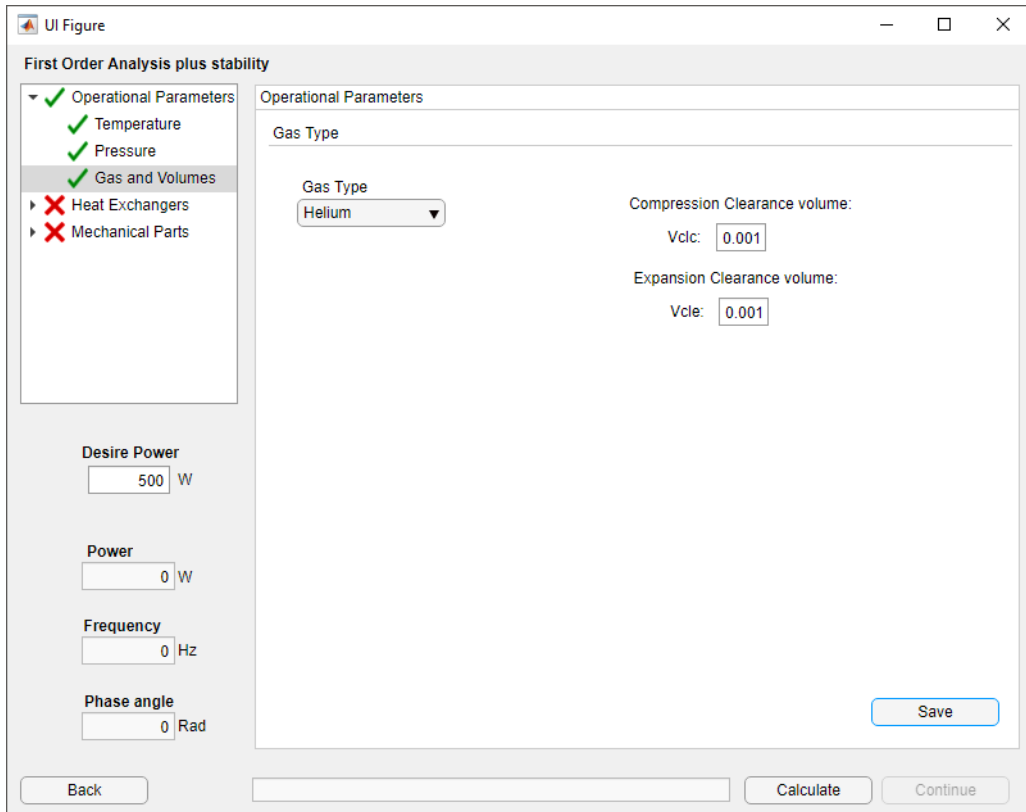 UI Figure
First Order Analysis plus stability
Operational Parameters
Temperature
Pressure
Gas and Volumes
Heat Exchangers
Mechanical Parts
Operational Parameters
Gas Type
Gas Type
Helium
Compression Clearance volume:
Vclc: 0.001
Expansion Clearance volume:
Vcle: 0.001
Desire Power
500 W
Power
0 W
Frequency
0 Hz
Phase angle
0 Rad
Save
Back
Calculate
Continue